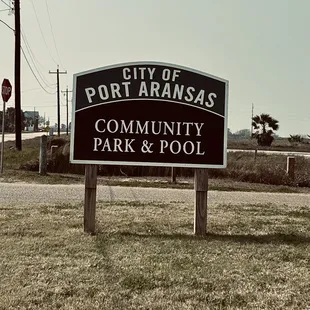 CITY OF
PORT ARANSAS
COMMUNITY
PARK & POOL